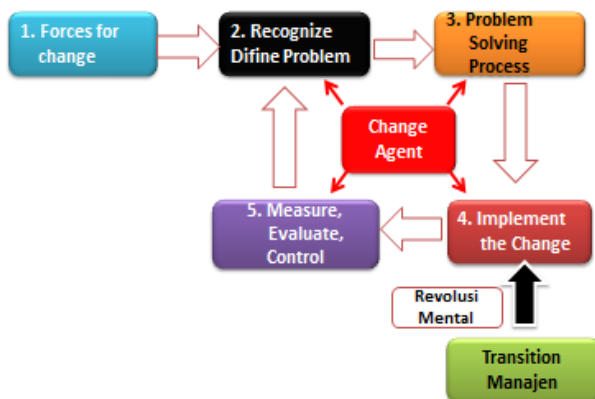 1. Forces for
change
2. Recognize
Difine Problem
3. Problem
Solving
Process
Change
Agent
5. Measure,
Evaluate,
Control
4. Implement
the Change
Revolusi
Mental
Transition
Manajen